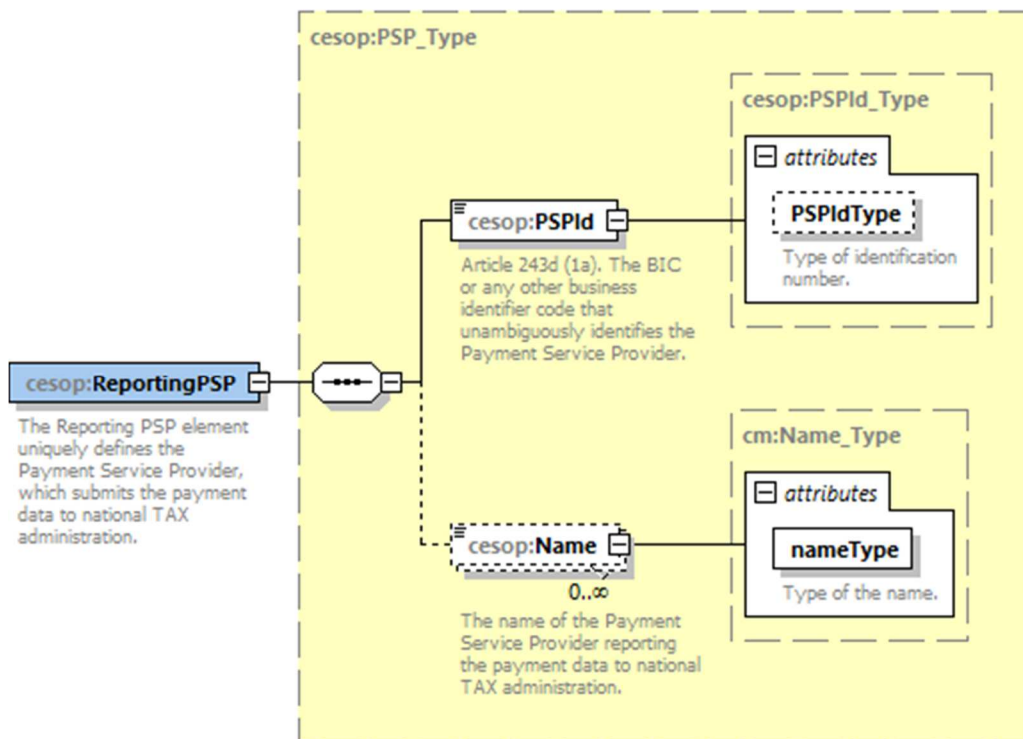 cesop:PSP_Type
cesop:PSPId_Type
attributes
PSPIdType
Type of identification
number.
cesop:PSPId
Article 243d (1a). The BIC
or any other business
identifier code that
unambiguously identifies the
Payment Service Provider.
cesop:ReportingPSP
The Reporting PSP element
uniquely defines the
Payment Service Provider,
which submits the payment
data to national TAX
administration.
cm:Name_Type
attributes
nameType
Type of the name.
cesop:Name
0..∞
The name of the Payment
Service Provider reporting
the payment data to national
TAX administration.